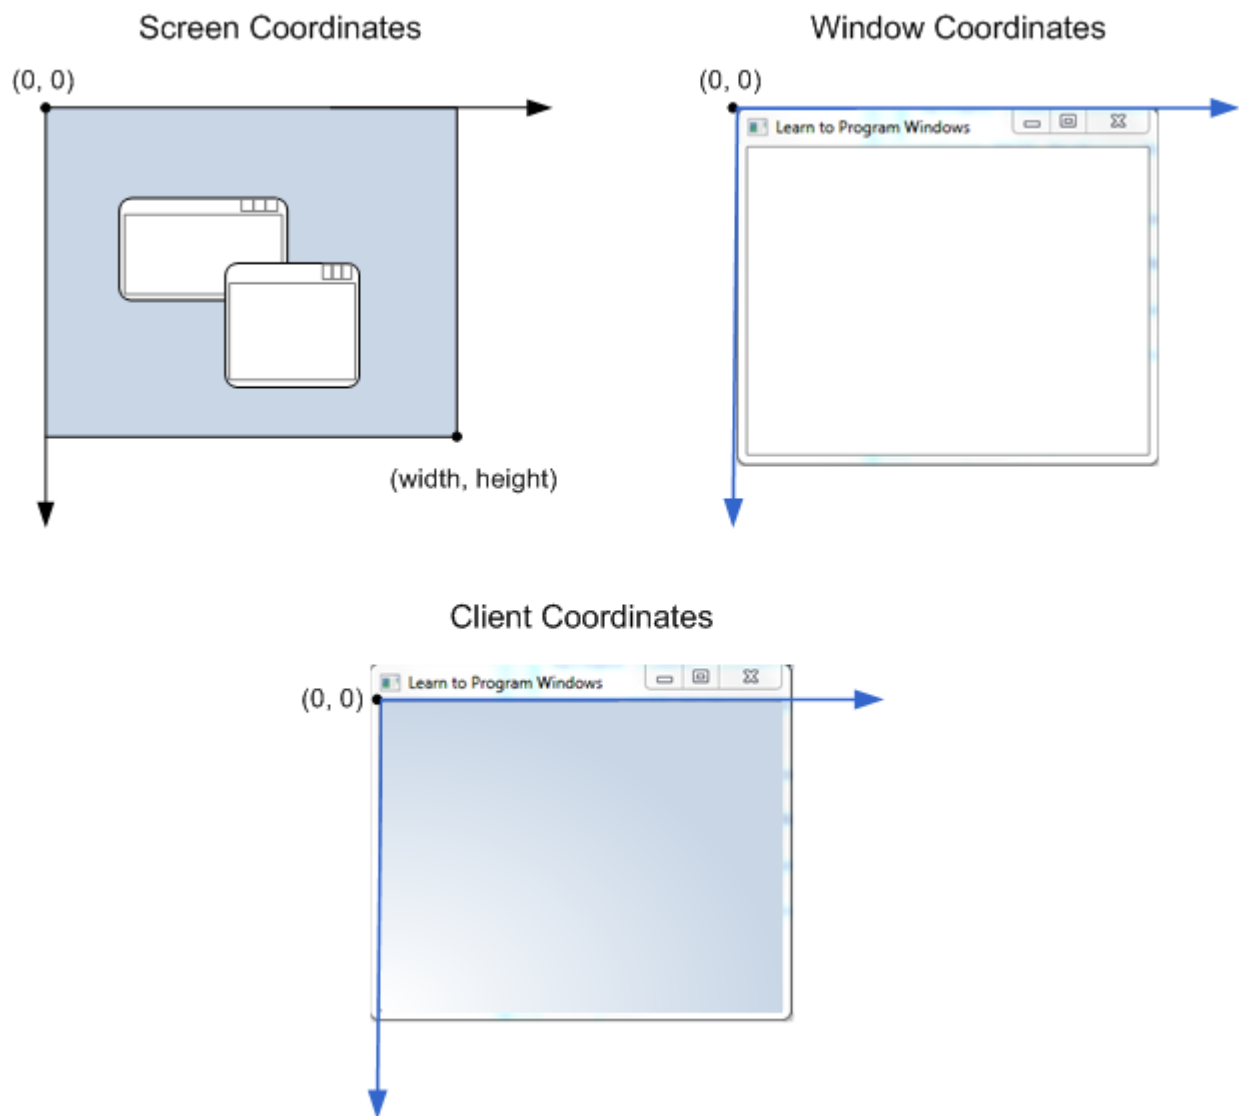 Screen Coordinates
Window Coordinates
(0, 0)
(0, 0)
Learn to Program Windows
(width, height)
Client Coordinates
Learn to Program Windows
(0, 0)